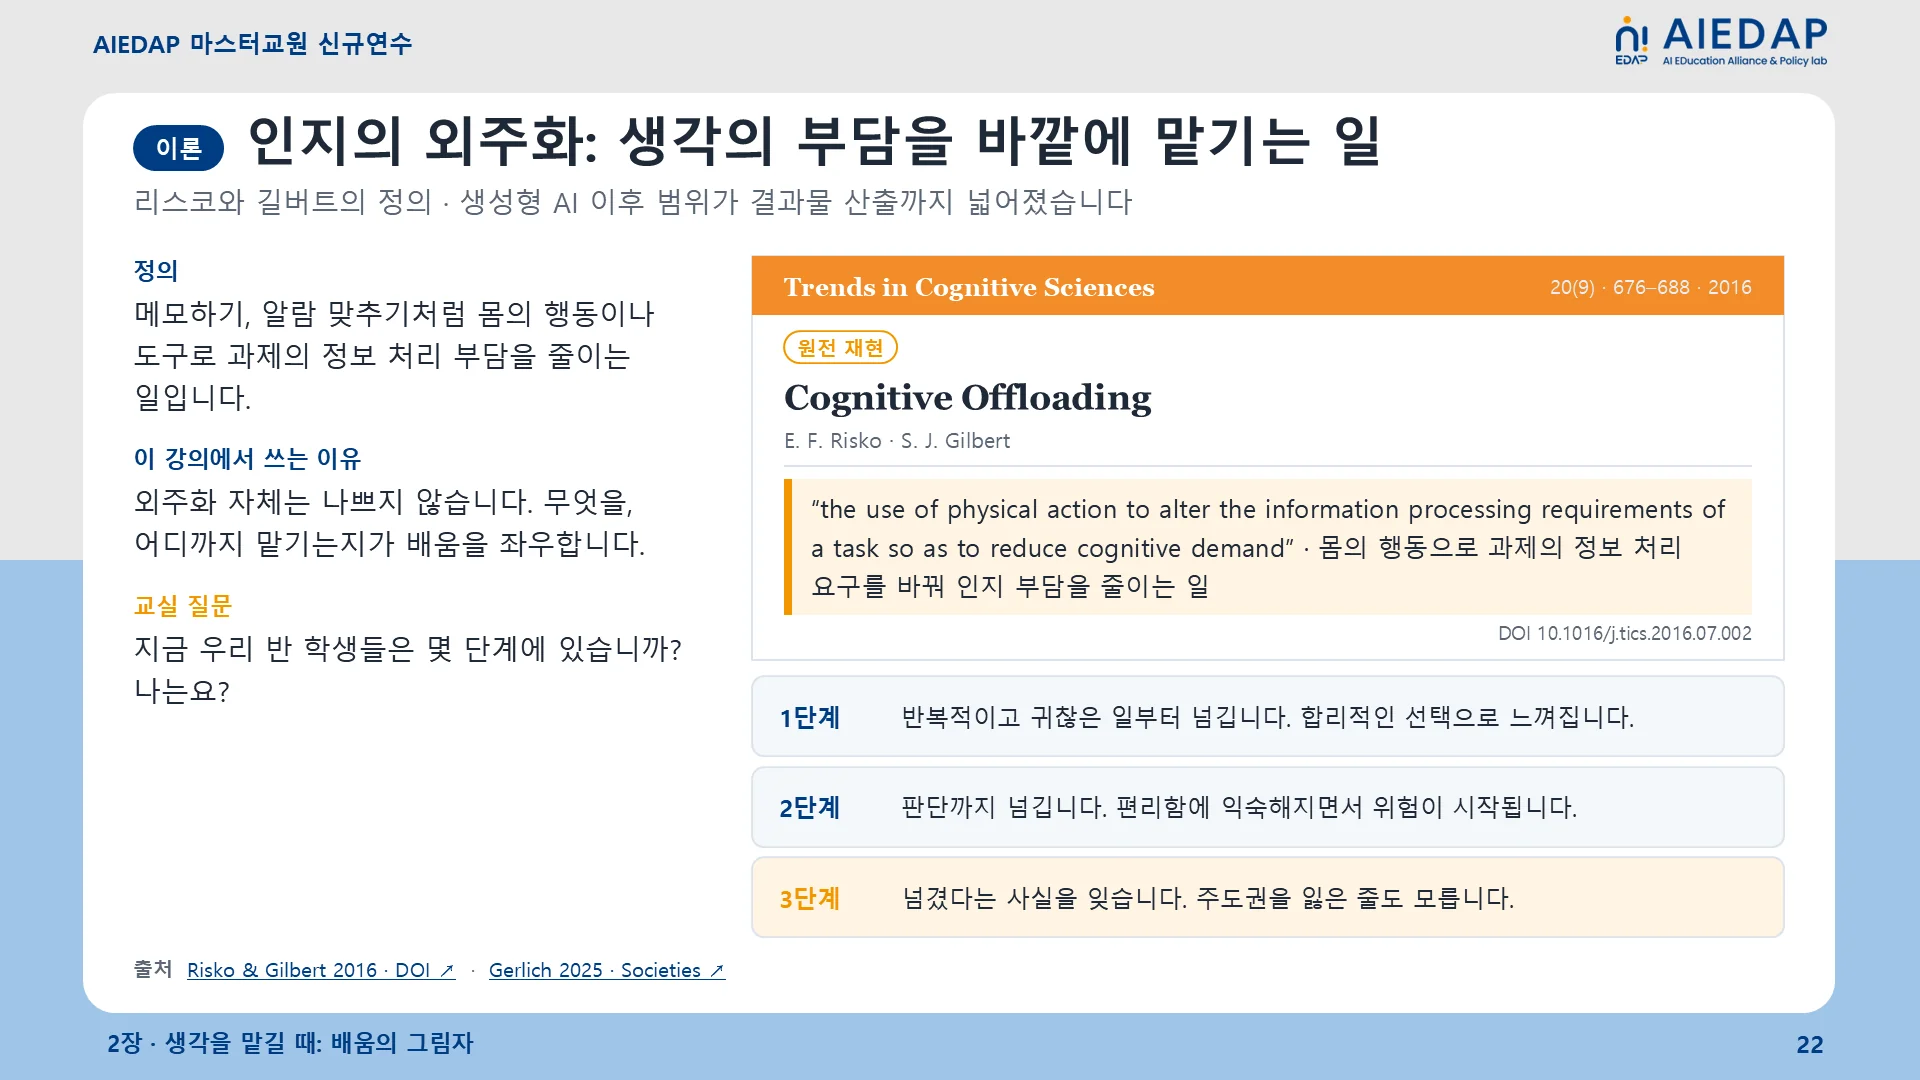 AIEDAP 마스터교원 신규연수
EDAP
AIEDAP
AI EDucation Alliance & Policy lab
이론
인지의 외주화: 생각의 부담을 바깥에 맡기는 일
리스코와 길버트의 정의 · 생성형 AI 이후 범위가 결과물 산출까지 넓어졌습니다
정의
메모하기, 알람 맞추기처럼 몸의 행동이나
도구로 과제의 정보 처리 부담을 줄이는
일입니다.
이 강의에서 쓰는 이유
외주화 자체는 나쁘지 않습니다. 무엇을,
어디까지 맡기는지가 배움을 좌우합니다.
교실 질문
지금 우리 반 학생들은 몇 단계에 있습니까?
나는요?
Trends in Cognitive Sciences
20(9) · 676–688 · 2016
원전 재현
Cognitive Offloading
E. F. Risko · S. J. Gilbert
“the use of physical action to alter the information processing requirements of
a task so as to reduce cognitive demand” · 몸의 행동으로 과제의 정보 처리
요구를 바꿔 인지 부담을 줄이는 일
DOI 10.1016/j.tics.2016.07.002
1단계 반복적이고 귀찮은 일부터 넘깁니다. 합리적인 선택으로 느껴집니다.
2단계 판단까지 넘깁니다. 편리함에 익숙해지면서 위험이 시작됩니다.
3단계 넘겼다는 사실을 잊습니다. 주도권을 잃은 줄도 모릅니다.
출처 Risko & Gilbert 2016 · DOI ↗ · Gerlich 2025 · Societies ↗
2장 · 생각을 맡길 때: 배움의 그림자
22